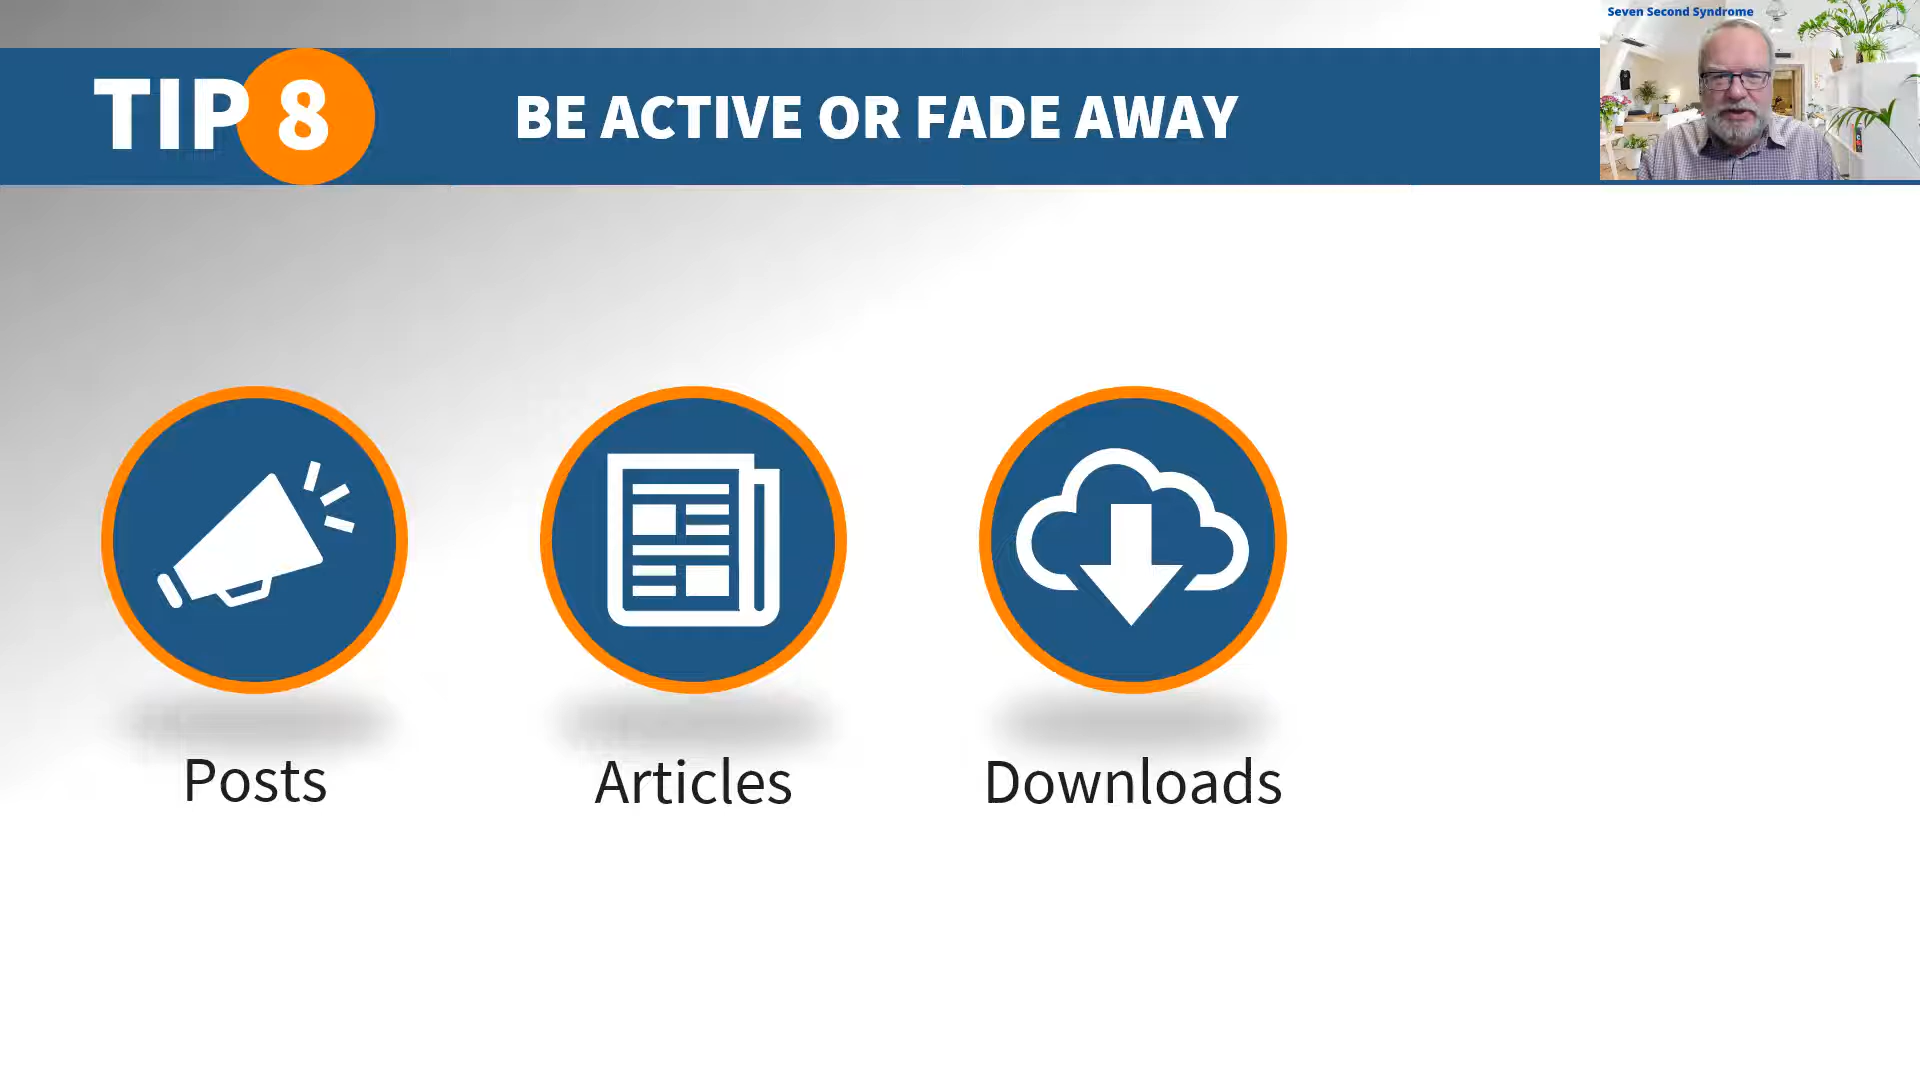 Seven Second Syndrome
TIP 8
BE ACTIVE OR FADE AWAY
Posts
Articles
Downloads